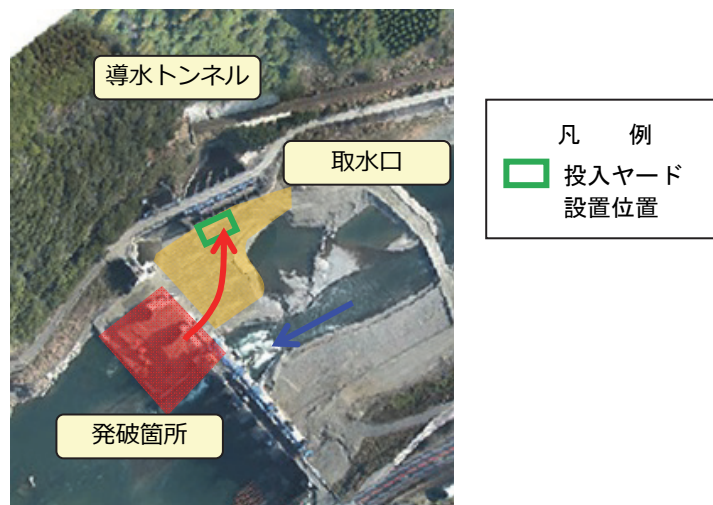 導水トンネル
取水口
発破箇所
凡　例
投入ヤード
設置位置